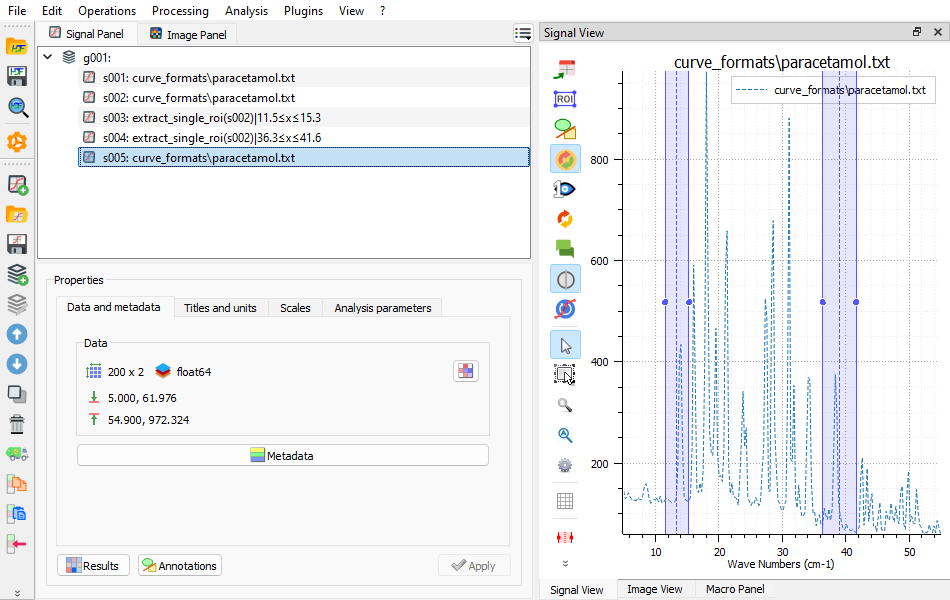 File Edit Operations Processing Analysis Plugins View ?
Signal Panel Image Panel
g001:
s001: curve_formats\paracetamol.txt
s002: curve_formats\paracetamol.txt
s003: extract_single_roi(s002)|11.5≤x≤15.3
s004: extract_single_roi(s002)|36.3≤x≤41.6
s005: curve_formats\paracetamol.txt
Properties
Data and metadata Titles and units Scales Analysis parameters
Data
200 x 2 float64
5.000, 61.976
54.900, 972.324
Metadata
Results Annotations Apply
Signal View
ROI
curve_formats\paracetamol.txt
curve_formats\paracetamol.txt
800
600
400
200
10 20 30 40 50
Wave Numbers (cm-1)
Signal View Image View Macro Panel